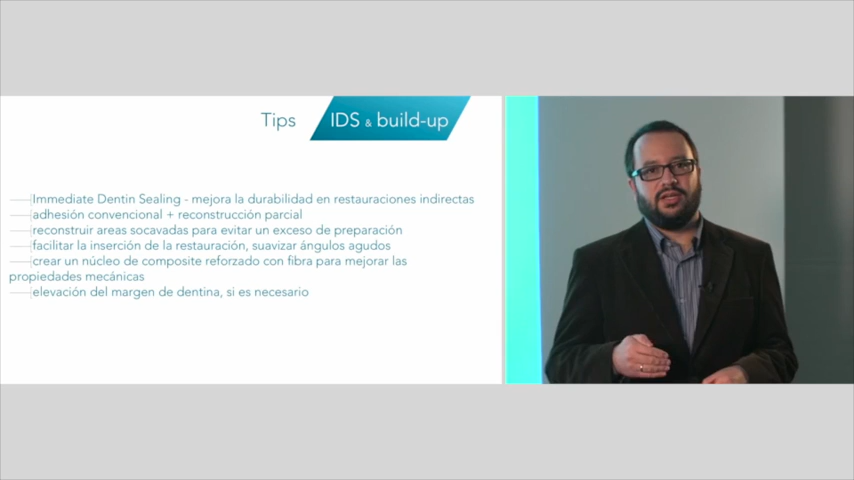 Tips IDS & build-up
Immediate Dentin Sealing - mejora la durabilidad en restauraciones indirectas
adhesión convencional + reconstrucción parcial
reconstruir areas socavadas para evitar un exceso de preparación
facilitar la inserción de la restauración, suavizar ángulos agudos
crear un núcleo de composite reforzado con fibra para mejorar las
propiedades mecánicas
elevación del margen de dentina, si es necesario